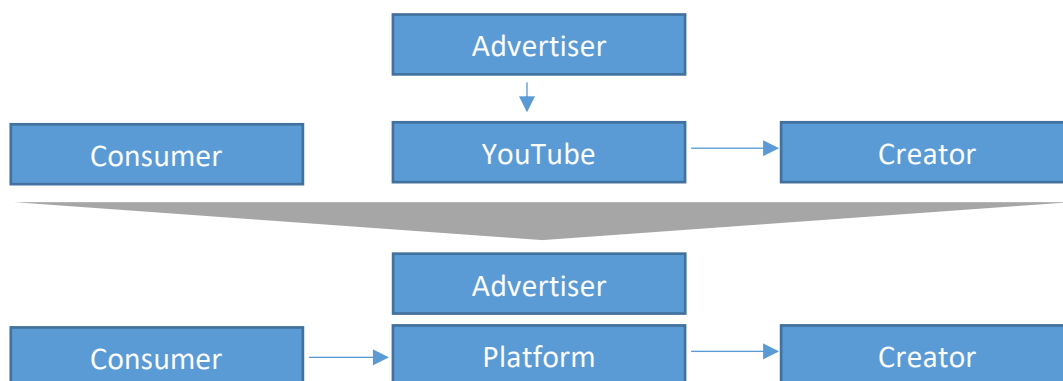 Advertiser
Consumer
YouTube
Creator
Advertiser
Consumer
Platform
Creator